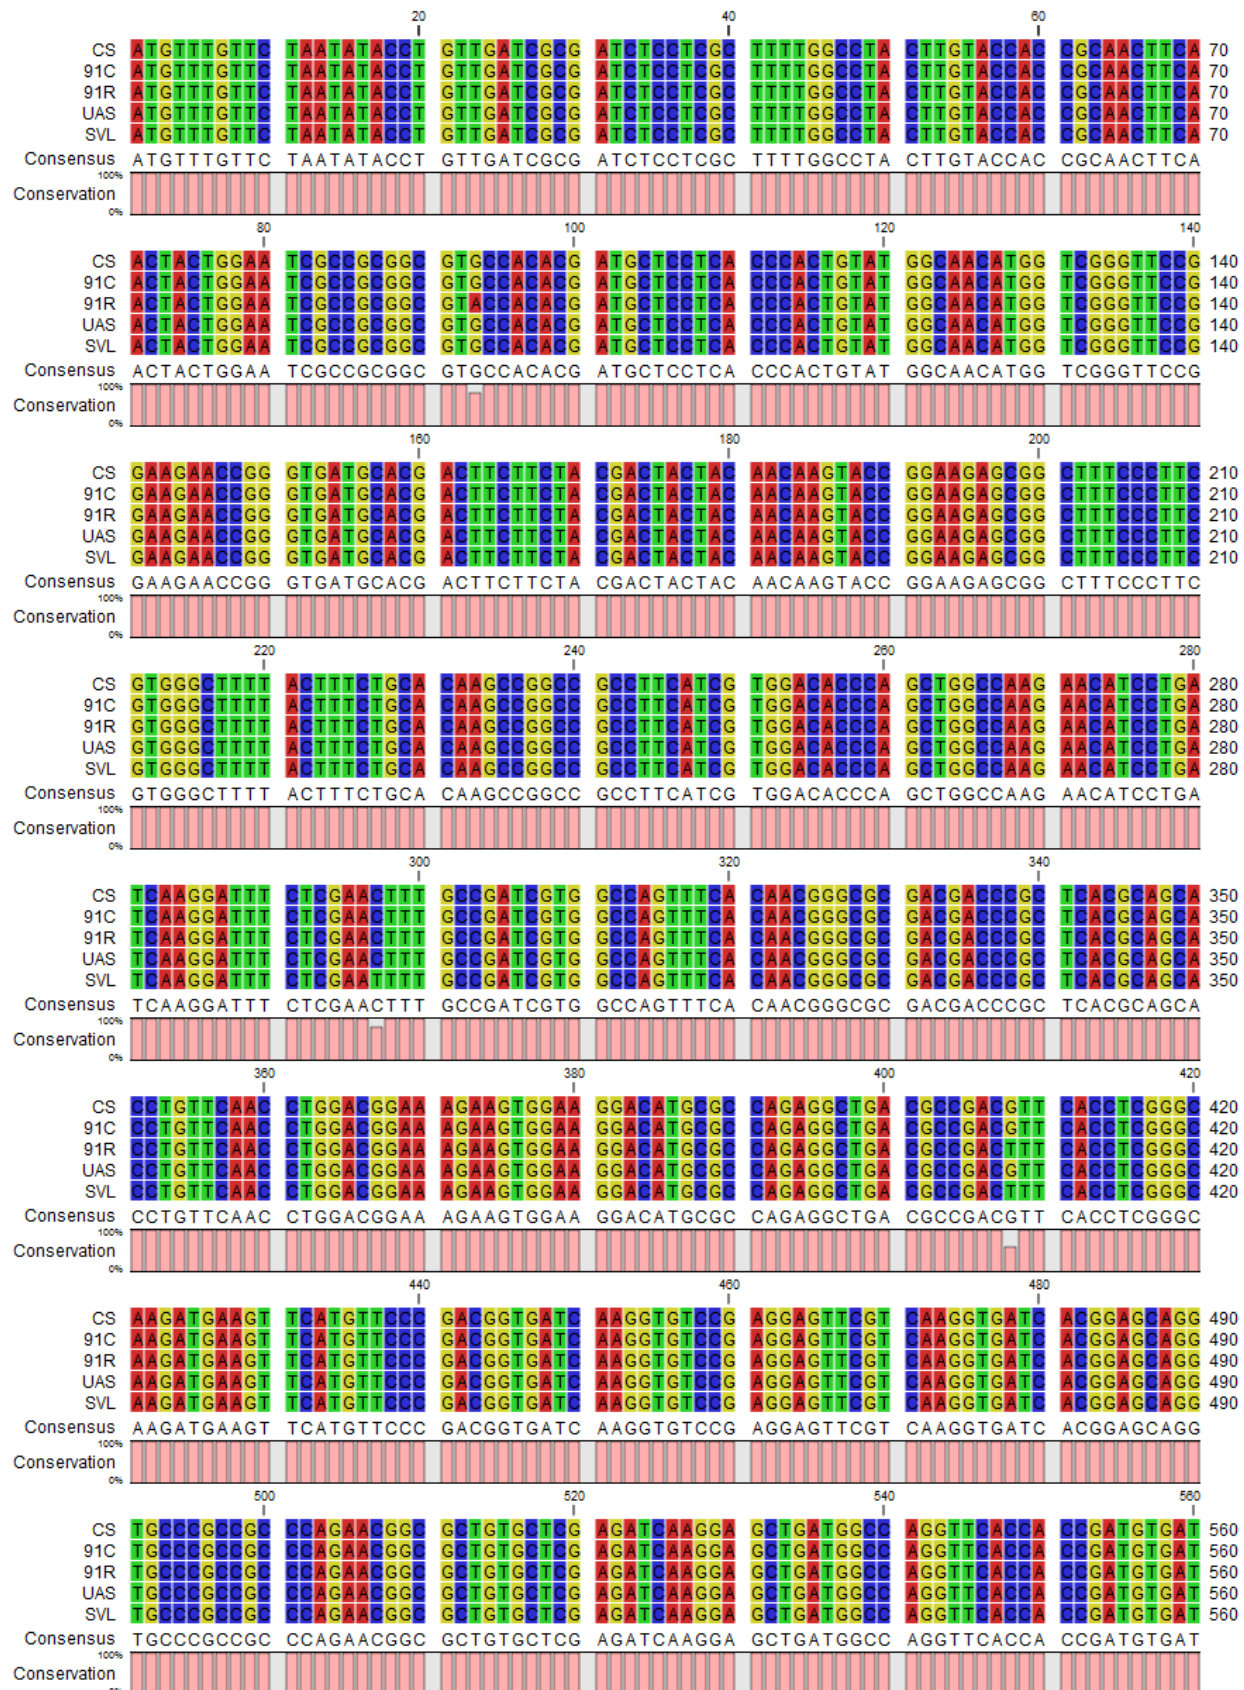 20 40 60
CS ATGTTTGTTC TAATATACCT GTTGATCGCG ATCTCCTCGC TTTTGGCCTA CTTGTACCAC CGCAACTTCA 70
91C ATGTTTGTTC TAATATACCT GTTGATCGCG ATCTCCTCGC TTTTGGCCTA CTTGTACCAC CGCAACTTCA 70
91R ATGTTTGTTC TAATATACCT GTTGATCGCG ATCTCCTCGC TTTTGGCCTA CTTGTACCAC CGCAACTTCA 70
UAS ATGTTTGTTC TAATATACCT GTTGATCGCG ATCTCCTCGC TTTTGGCCTA CTTGTACCAC CGCAACTTCA 70
SVL ATGTTTGTTC TAATATACCT GTTGATCGCG ATCTCCTCGC TTTTGGCCTA CTTGTACCAC CGCAACTTCA 70
Consensus ATGTTTGTTC TAATATACCT GTTGATCGCG ATCTCCTCGC TTTTGGCCTA CTTGTACCAC CGCAACTTCA
100%
Conservation
0%
80 100 120 140
CS ACTACTGGAA TCGCCGCGGC GTGCCACACG ATGCTCCTCA CCCACTGTAT GGCAACATGG TCGGGTTCCG 140
91C ACTACTGGAA TCGCCGCGGC GTGCCACACG ATGCTCCTCA CCCACTGTAT GGCAACATGG TCGGGTTCCG 140
91R ACTACTGGAA TCGCCGCGGC GTACCACACG ATGCTCCTCA CCCACTGTAT GGCAACATGG TCGGGTTCCG 140
UAS ACTACTGGAA TCGCCGCGGC GTGCCACACG ATGCTCCTCA CCCACTGTAT GGCAACATGG TCGGGTTCCG 140
SVL ACTACTGGAA TCGCCGCGGC GTGCCACACG ATGCTCCTCA CCCACTGTAT GGCAACATGG TCGGGTTCCG 140
Consensus ACTACTGGAA TCGCCGCGGC GTGCCACACG ATGCTCCTCA CCCACTGTAT GGCAACATGG TCGGGTTCCG
100%
Conservation
0%
160 180 200
CS GAAGAACCGG GTGATGCACG ACTTCTTCTA CGACTACTAC AACAAGTACC GGAAGAGCGG CTTTCCCTTC 210
91C GAAGAACCGG GTGATGCACG ACTTCTTCTA CGACTACTAC AACAAGTACC GGAAGAGCGG CTTTCCCTTC 210
91R GAAGAACCGG GTGATGCACG ACTTCTTCTA CGACTACTAC AACAAGTACC GGAAGAGCGG CTTTCCCTTC 210
UAS GAAGAACCGG GTGATGCACG ACTTCTTCTA CGACTACTAC AACAAGTACC GGAAGAGCGG CTTTCCCTTC 210
SVL GAAGAACCGG GTGATGCACG ACTTCTTCTA CGACTACTAC AACAAGTACC GGAAGAGCGG CTTTCCCTTC 210
Consensus GAAGAACCGG GTGATGCACG ACTTCTTCTA CGACTACTAC AACAAGTACC GGAAGAGCGG CTTTCCCTTC
100%
Conservation
0%
220 240 260 280
CS GTGGGCTTTT ACTTTCTGCA CAAGCCGGCC GCCTTCATCG TGGACACCCA GCTGGCCAAG AACATCCTGA 280
91C GTGGGCTTTT ACTTTCTGCA CAAGCCGGCC GCCTTCATCG TGGACACCCA GCTGGCCAAG AACATCCTGA 280
91R GTGGGCTTTT ACTTTCTGCA CAAGCCGGCC GCCTTCATCG TGGACACCCA GCTGGCCAAG AACATCCTGA 280
UAS GTGGGCTTTT ACTTTCTGCA CAAGCCGGCC GCCTTCATCG TGGACACCCA GCTGGCCAAG AACATCCTGA 280
SVL GTGGGCTTTT ACTTTCTGCA CAAGCCGGCC GCCTTCATCG TGGACACCCA GCTGGCCAAG AACATCCTGA 280
Consensus GTGGGCTTTT ACTTTCTGCA CAAGCCGGCC GCCTTCATCG TGGACACCCA GCTGGCCAAG AACATCCTGA
100%
Conservation
0%
300 320 340
CS TCAAGGATTT CTCGAACTTT GCCGATCGTG GCCAGTTTCA CAACGGGCGC GACGACCCGC TCACGCAGCA 350
91C TCAAGGATTT CTCGAACTTT GCCGATCGTG GCCAGTTTCA CAACGGGCGC GACGACCCGC TCACGCAGCA 350
91R TCAAGGATTT CTCGAACTTT GCCGATCGTG GCCAGTTTCA CAACGGGCGC GACGACCCGC TCACGCAGCA 350
UAS TCAAGGATTT CTCGAACTTT GCCGATCGTG GCCAGTTTCA CAACGGGCGC GACGACCCGC TCACGCAGCA 350
SVL TCAAGGATTT CTCGAATTTT GCCGATCGTG GCCAGTTTCA CAACGGGCGC GACGACCCGC TCACGCAGCA 350
Consensus TCAAGGATTT CTCGAACTTT GCCGATCGTG GCCAGTTTCA CAACGGGCGC GACGACCCGC TCACGCAGCA
100%
Conservation
0%
360 380 400 420
CS CCTGTTCAAC CTGGACGGAA AGAAGTGGAA GGACATGCGC CAGAGGCTGA CGCCGACGTT CACCTCGGGC 420
91C CCTGTTCAAC CTGGACGGAA AGAAGTGGAA GGACATGCGC CAGAGGCTGA CGCCGACGTT CACCTCGGGC 420
91R CCTGTTCAAC CTGGACGGAA AGAAGTGGAA GGACATGCGC CAGAGGCTGA CGCCGACTTT CACCTCGGGC 420
UAS CCTGTTCAAC CTGGACGGAA AGAAGTGGAA GGACATGCGC CAGAGGCTGA CGCCGACGTT CACCTCGGGC 420
SVL CCTGTTCAAC CTGGACGGAA AGAAGTGGAA GGACATGCGC CAGAGGCTGA CGCCGACTTT CACCTCGGGC 420
Consensus CCTGTTCAAC CTGGACGGAA AGAAGTGGAA GGACATGCGC CAGAGGCTGA CGCCGACGTT CACCTCGGGC
100%
Conservation
0%
440 460 480
CS AAGATGAAGT TCATGTTCCC GACGGTGATC AAGGTGTCCG AGGAGTTCGT CAAGGTGATC ACGGAGCAGG 490
91C AAGATGAAGT TCATGTTCCC GACGGTGATC AAGGTGTCCG AGGAGTTCGT CAAGGTGATC ACGGAGCAGG 490
91R AAGATGAAGT TCATGTTCCC GACGGTGATC AAGGTGTCCG AGGAGTTCGT CAAGGTGATC ACGGAGCAGG 490
UAS AAGATGAAGT TCATGTTCCC GACGGTGATC AAGGTGTCCG AGGAGTTCGT CAAGGTGATC ACGGAGCAGG 490
SVL AAGATGAAGT TCATGTTCCC GACGGTGATC AAGGTGTCCG AGGAGTTCGT CAAGGTGATC ACGGAGCAGG 490
Consensus AAGATGAAGT TCATGTTCCC GACGGTGATC AAGGTGTCCG AGGAGTTCGT CAAGGTGATC ACGGAGCAGG
100%
Conservation
0%
500 520 540 560
CS TGCCCGCCGC CCAGAACGGC GCTGTGCTCG AGATCAAGGA GCTGATGGCC AGGTTCACCA CCGATGTGAT 560
91C TGCCCGCCGC CCAGAACGGC GCTGTGCTCG AGATCAAGGA GCTGATGGCC AGGTTCACCA CCGATGTGAT 560
91R TGCCCGCCGC CCAGAACGGC GCTGTGCTCG AGATCAAGGA GCTGATGGCC AGGTTCACCA CCGATGTGAT 560
UAS TGCCCGCCGC CCAGAACGGC GCTGTGCTCG AGATCAAGGA GCTGATGGCC AGGTTCACCA CCGATGTGAT 560
SVL TGCCCGCCGC CCAGAACGGC GCTGTGCTCG AGATCAAGGA GCTGATGGCC AGGTTCACCA CCGATGTGAT 560
Consensus TGCCCGCCGC CCAGAACGGC GCTGTGCTCG AGATCAAGGA GCTGATGGCC AGGTTCACCA CCGATGTGAT
100%
Conservation